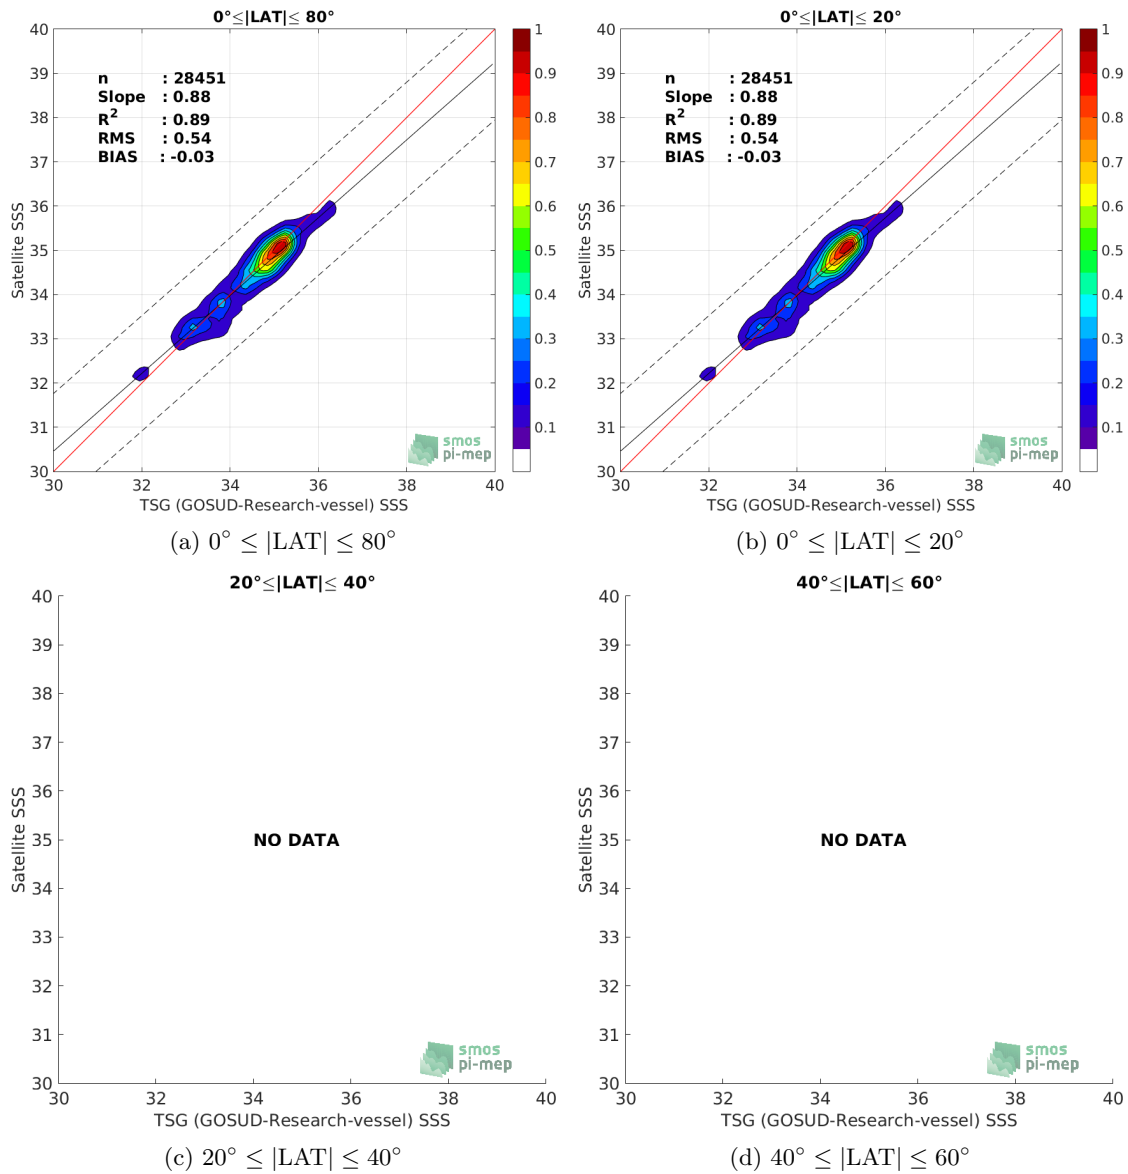 0°≤|LAT|≤ 80°
40
39
38
37
36
35
34
33
32
31
30
Satellite SSS
n : 28451
Slope : 0.88
R2 : 0.89
RMS : 0.54
BIAS : -0.03
1
0.9
0.8
0.7
0.6
0.5
0.4
0.3
0.2
0.1
smos
pi-mep
30 32 34 36 38 40
TSG (GOSUD-Research-vessel) SSS
(a) 0° ≤ |LAT| ≤ 80°
0°≤|LAT|≤ 20°
40
39
38
37
36
35
34
33
32
31
30
Satellite SSS
n : 28451
Slope : 0.88
R2 : 0.89
RMS : 0.54
BIAS : -0.03
1
0.9
0.8
0.7
0.6
0.5
0.4
0.3
0.2
0.1
smos
pi-mep
30 32 34 36 38 40
TSG (GOSUD-Research-vessel) SSS
(b) 0° ≤ |LAT| ≤ 20°
20°≤|LAT|≤ 40°
40
39
38
37
36
35
34
33
32
31
30
Satellite SSS
NO DATA
smos
pi-mep
30 32 34 36 38 40
TSG (GOSUD-Research-vessel) SSS
(c) 20° ≤ |LAT| ≤ 40°
40°≤|LAT|≤ 60°
40
39
38
37
36
35
34
33
32
31
30
Satellite SSS
NO DATA
smos
pi-mep
30 32 34 36 38 40
TSG (GOSUD-Research-vessel) SSS
(d) 40° ≤ |LAT| ≤ 60°